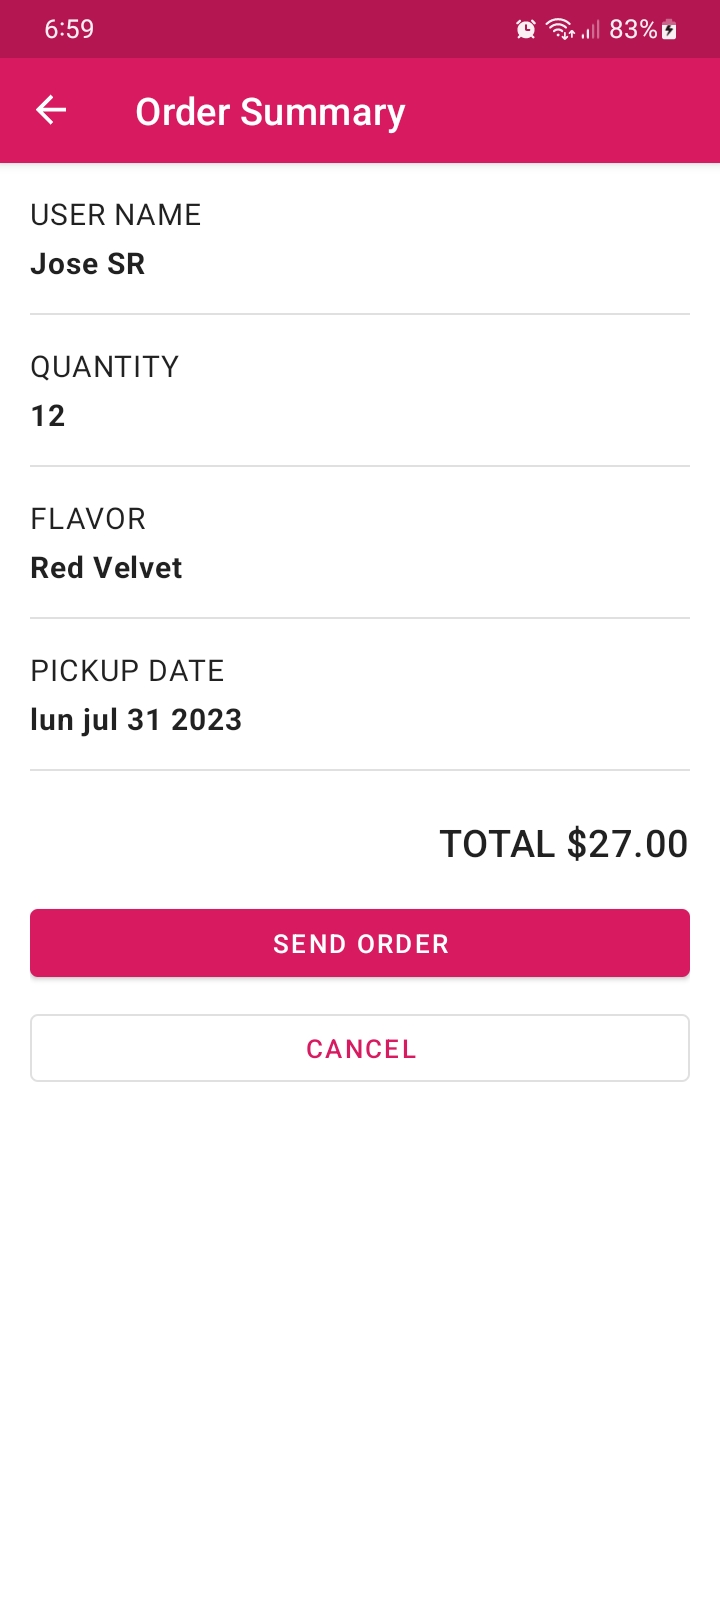 6:59 83%
Order Summary
USER NAME
Jose SR
QUANTITY
12
FLAVOR
Red Velvet
PICKUP DATE
lun jul 31 2023
TOTAL $27.00
SEND ORDER
CANCEL